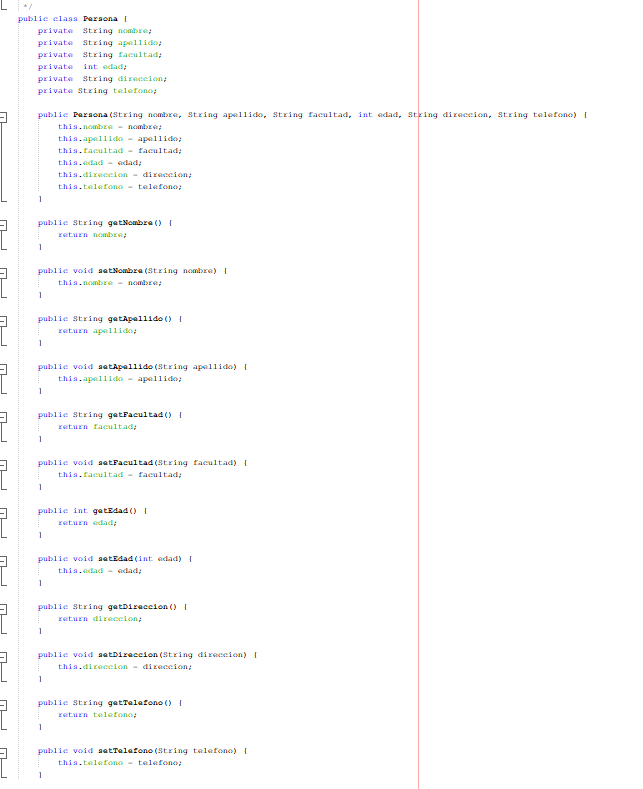 */
public class Persona {
private  String nombre;
private  String apellido;
private  String facultad;
private  int edad;
private  String direccion;
private String telefono;
public Persona(String nombre, String apellido, String facultad, int edad, String direccion, String telefono) {
this.nombre = nombre;
this.apellido = apellido;
this.facultad = facultad;
this.edad = edad;
this.direccion = direccion;
this.telefono = telefono;
}
public String getNombre() {
return nombre;
}
public void setNombre(String nombre) {
this.nombre = nombre;
}
public String getApellido() {
return apellido;
}
public void setApellido(String apellido) {
this.apellido = apellido;
}
public String getFacultad() {
return facultad;
}
public void setFacultad(String facultad) {
this.facultad = facultad;
}
public int getEdad() {
return edad;
}
public void setEdad(int edad) {
this.edad = edad;
}
public String getDireccion() {
return direccion;
}
public void setDireccion(String direccion) {
this.direccion = direccion;
}
public String getTelefono() {
return telefono;
}
public void setTelefono(String telefono) {
this.telefono = telefono;
}